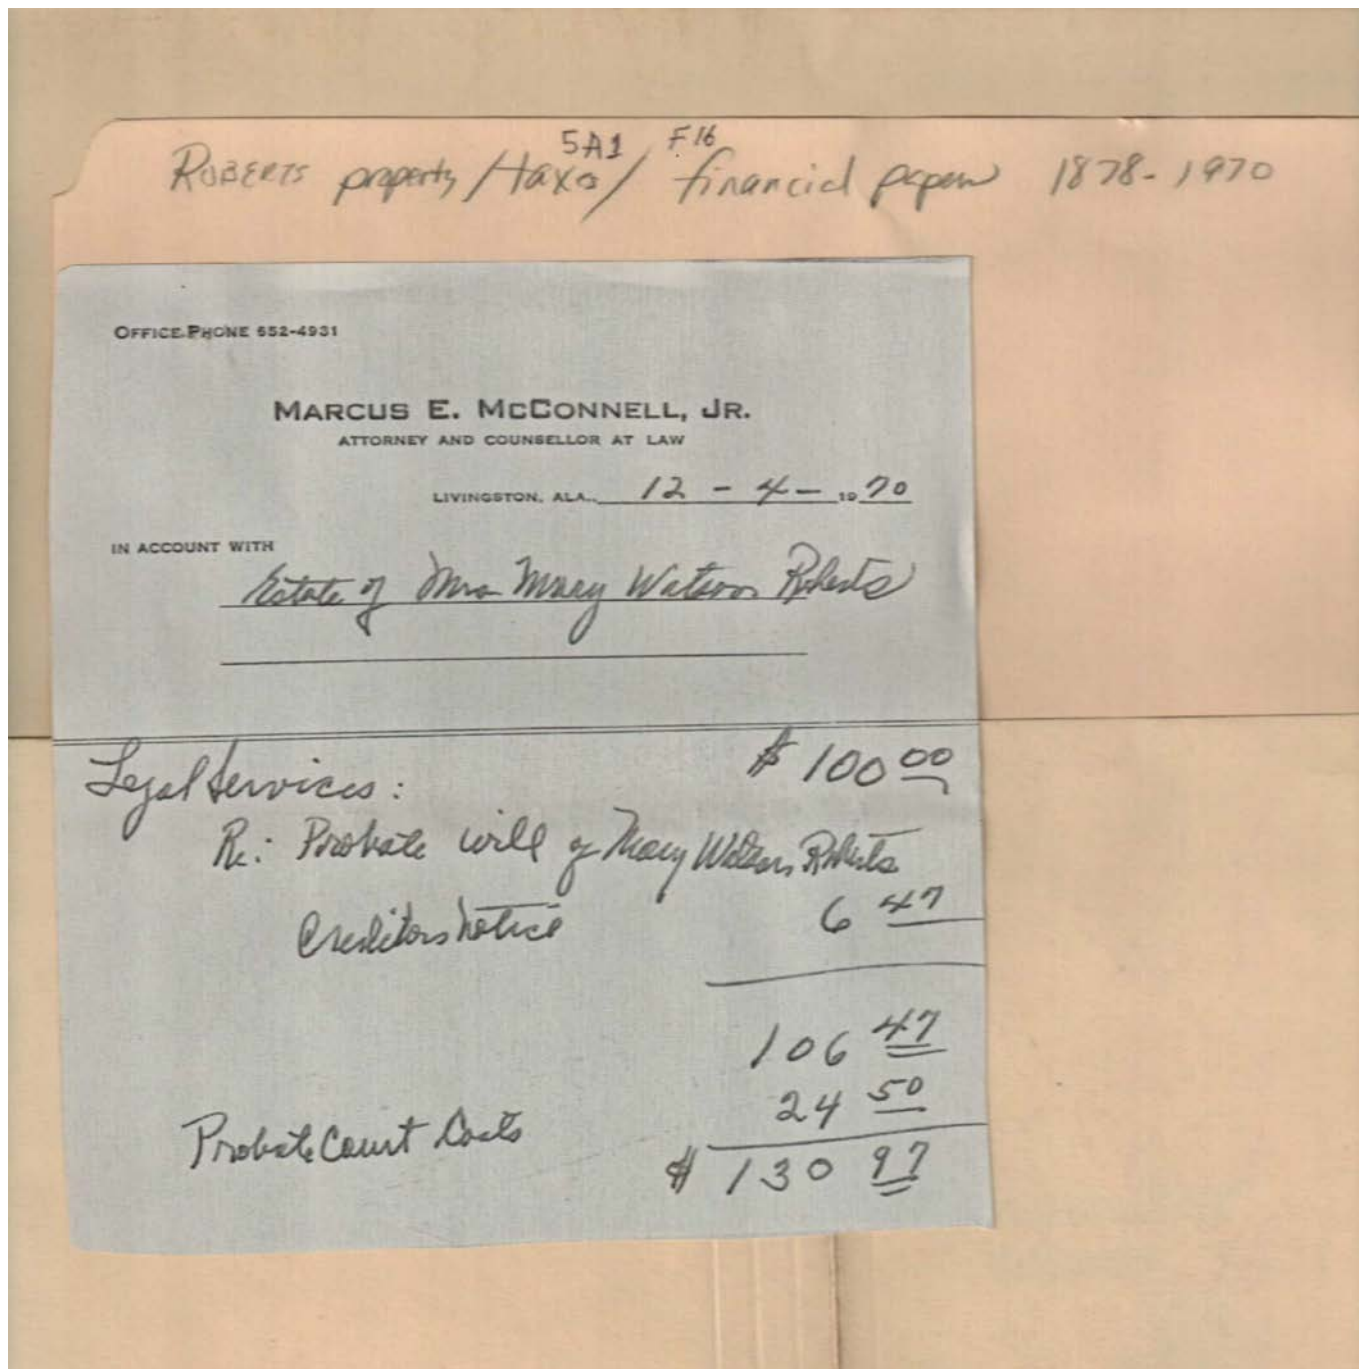 5A1 F16
ROBERTS property/taxes/ financial papers 1878-1970
OFFICE PHONE 652-4931
MARCUS E. MCCONNELL, JR.
ATTORNEY AND COUNSELLOR AT LAW
LIVINGSTON, ALA., 12-4-1970
IN ACCOUNT WITH
Estate of Mrs Mary Watson Roberts
Legal Services: $100 00
Re: Probate will of Mary Watson Roberts
Creditors notice 6 47
106 47
24 50
Probate Court Costs
$ 130 97